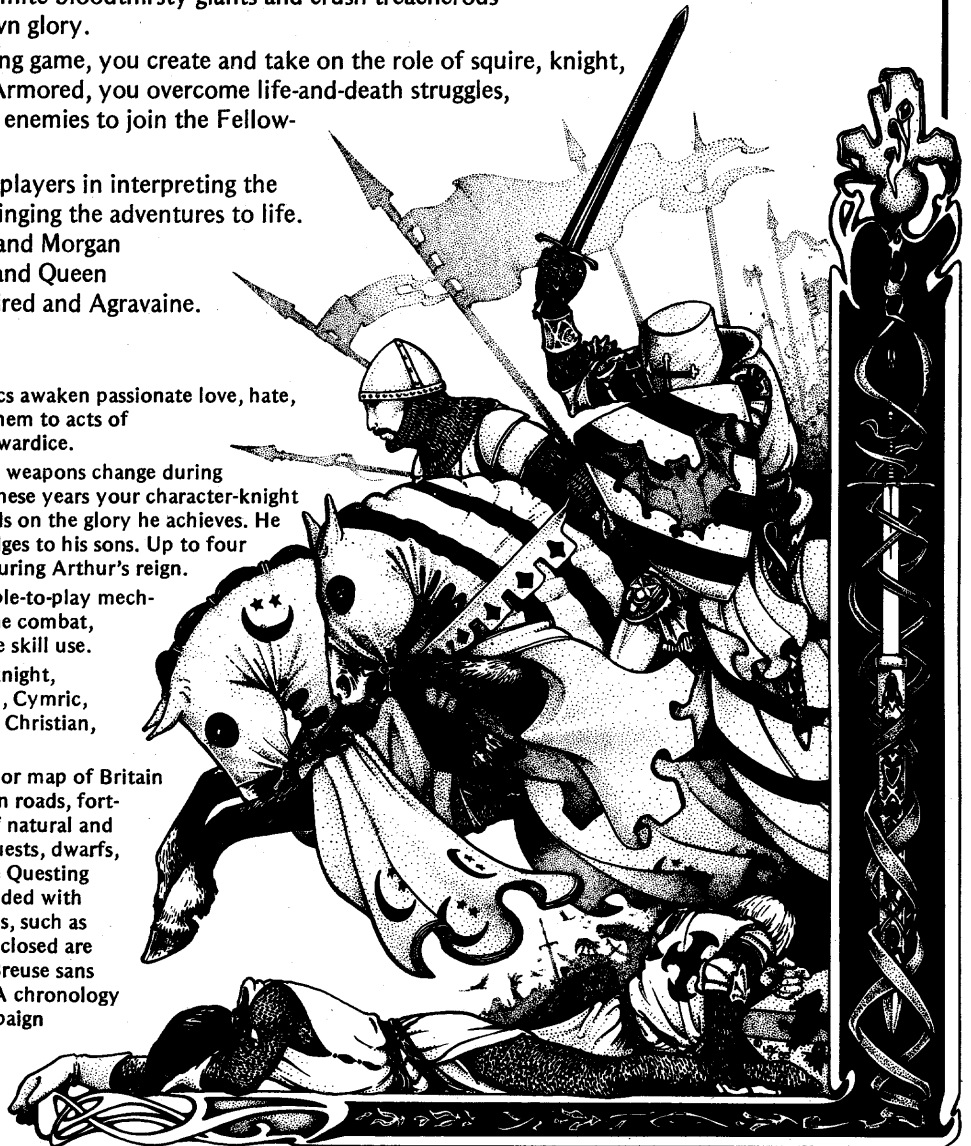 bloodthirsty giants and crush treacherous
wn glory.
ng game, you create and take on the role of squire, knight,
Armored, you overcome life-and-death struggles,
enemies to join the Fellow-
players in interpreting the
inging the adventures to life.
and Morgan
and Queen
red and Agravaine.
cs awaken passionate love, hate,
hem to acts of
wardice.
weapons change during
hese years your character-knight
ds on the glory he achieves. He
dges to his sons. Up to four
uring Arthur's reign.
ple-to-play mech-
e combat,
e skill use.
night,
, Cymric,
Christian,
or map of Britain
n roads, fort-
f natural and
uests, dwarfs,
Questing
ded with
s, such as
closed are
Breuse sans
A chronology
paign